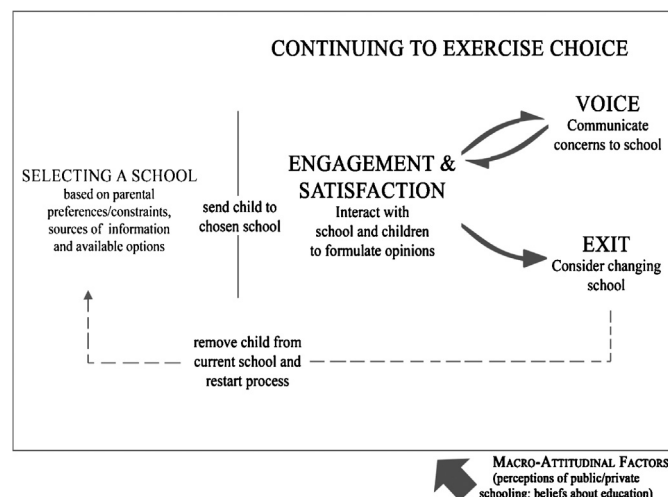 CONTINUING TO EXERCISE CHOICE
SELECTING A SCHOOL
based on parental
preferences/constraints,
sources of information
and available options
send child to
chosen school
ENGAGEMENT &
SATISFACTION
Interact with
school and children
to formulate opinions
VOICE
Communicate
concerns to school
EXIT
Consider changing
school
remove child from
current school and
restart process
MACRO-ATTITUDINAL FACTORS
(perceptions of public/private
schooling; beliefs about education)